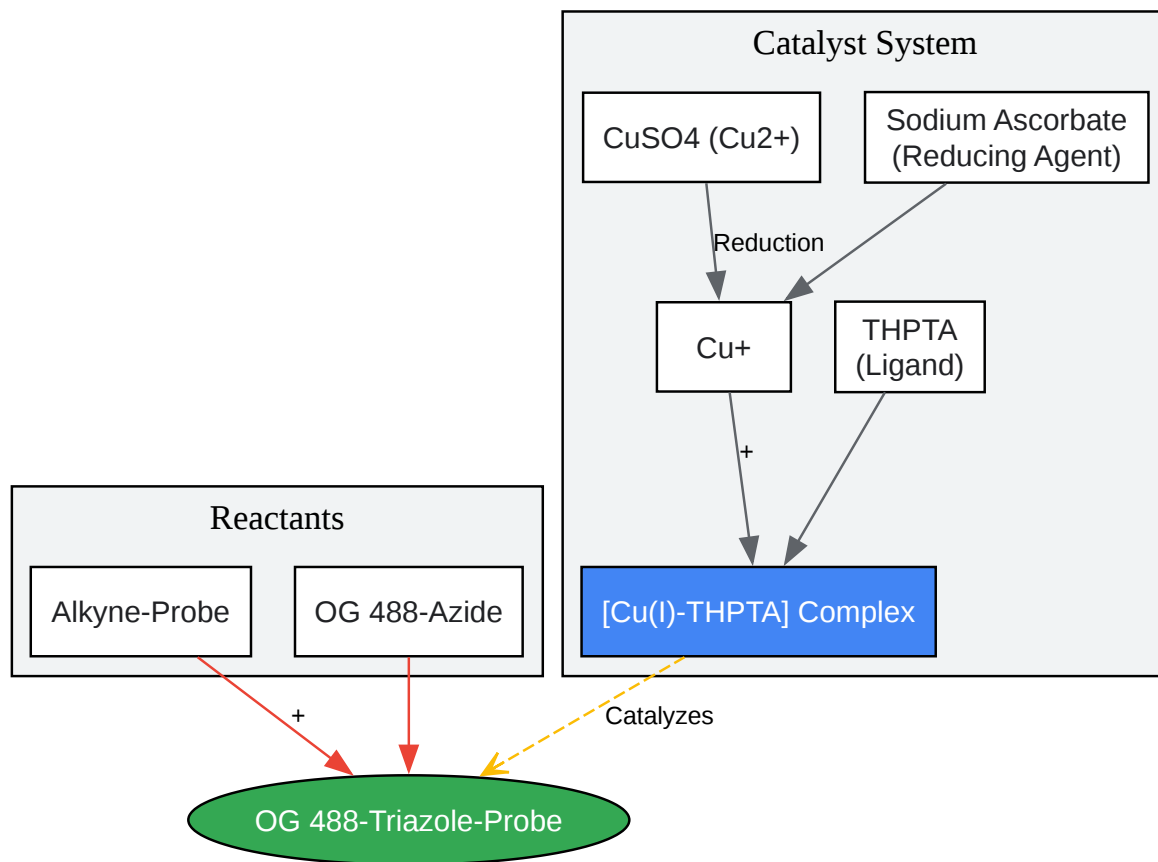 Catalyst System
CuSO4 (Cu2+)
Sodium Ascorbate
(Reducing Agent)
Reduction
Cu+
THPTA
(Ligand)
+
[Cu(I)-THPTA] Complex
Reactants
Alkyne-Probe
OG 488-Azide
+
Catalyzes
OG 488-Triazole-Probe